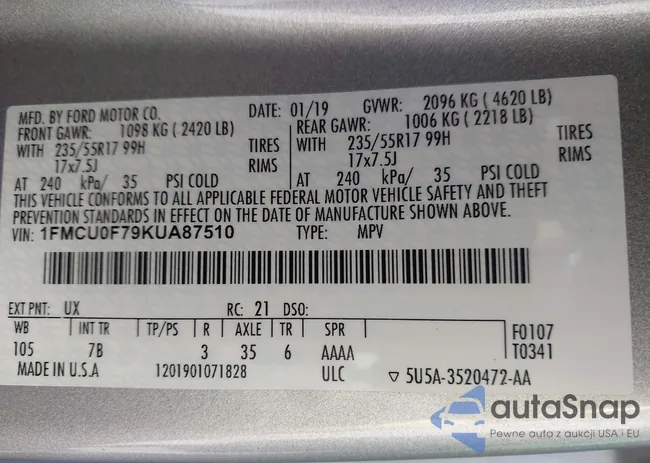 MFD. BY FORD MOTOR CO. DATE: 01/19 GVWR: 2096 KG ( 4620 LB)
FRONT GAWR: 1098 KG ( 2420 LB) REAR GAWR: 1006 KG ( 2218 LB)
WITH 235/55R17 99H TIRES WITH 235/55R17 99H TIRES
17x7.5J RIMS 17x7.5J RIMS
AT 240 kPa/ 35 PSI COLD AT 240 kPa/ 35 PSI COLD
THIS VEHICLE CONFORMS TO ALL APPLICABLE FEDERAL MOTOR VEHICLE SAFETY AND THEFT
PREVENTION STANDARDS IN EFFECT ON THE DATE OF MANUFACTURE SHOWN ABOVE.
VIN: 1FMCU0F79KUA87510 TYPE: MPV
EXT PNT: UX RC: 21 DSO:
WB INT TR TP/PS R AXLE TR SPR F0107
105 7B 3 35 6 AAAA T0341
MADE IN U.S.A 1201901071828 ULC ▽ 5U5A-3520472-AA
autaSnap
Pewne auta z aukcji USA i EU